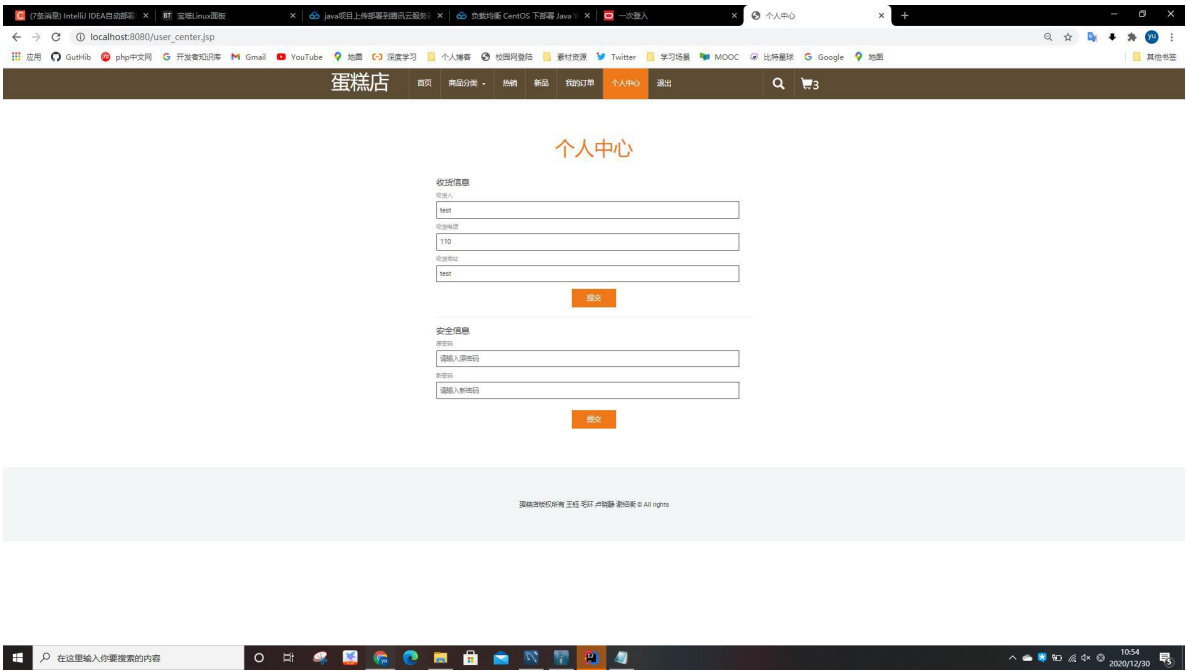 (7条消息) IntelliJ IDEA自动部署
宝塔Linux面板
java项目上传部署到腾讯云服务
负载均衡 CentOS 下部署 Java
一次登入
个人中心
localhost:8080/user_center.jsp
应用 GutHib php中文网 开发者知识库 Gmail YouTube 地图 深度学习 个人博客 校园网登陆 素材资源 Twitter 学习场景 MOOC 比特星球 Google 地图 其他书签
蛋糕店 首页 商品分类 热销 新品 我的订单 个人中心 退出 3
个人中心
收货信息
收货人
test
收货电话
110
收货地址
test
提交
安全信息
原密码
请输入原密码
新密码
请输入新密码
提交
蛋糕店版权所有 © All rights
在这里输入你要搜索的内容
10:54
2020/12/30